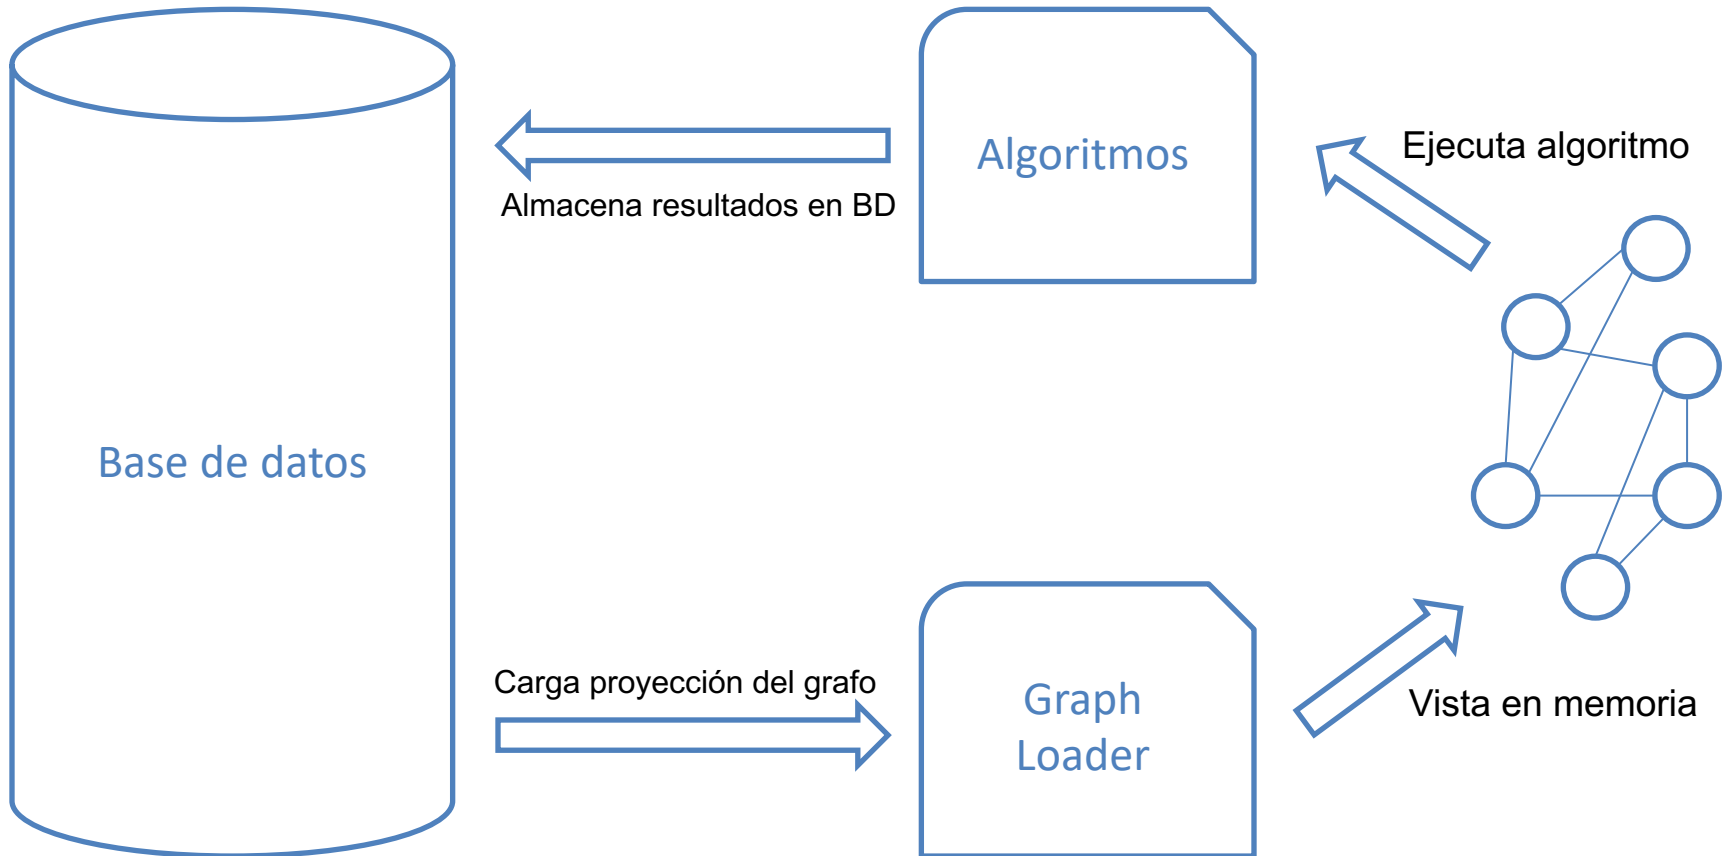 Algoritmos
Ejecuta algoritmo
Almacena resultados en BD
Base de datos
Carga proyección del grafo
Graph
Loader
Vista en memoria